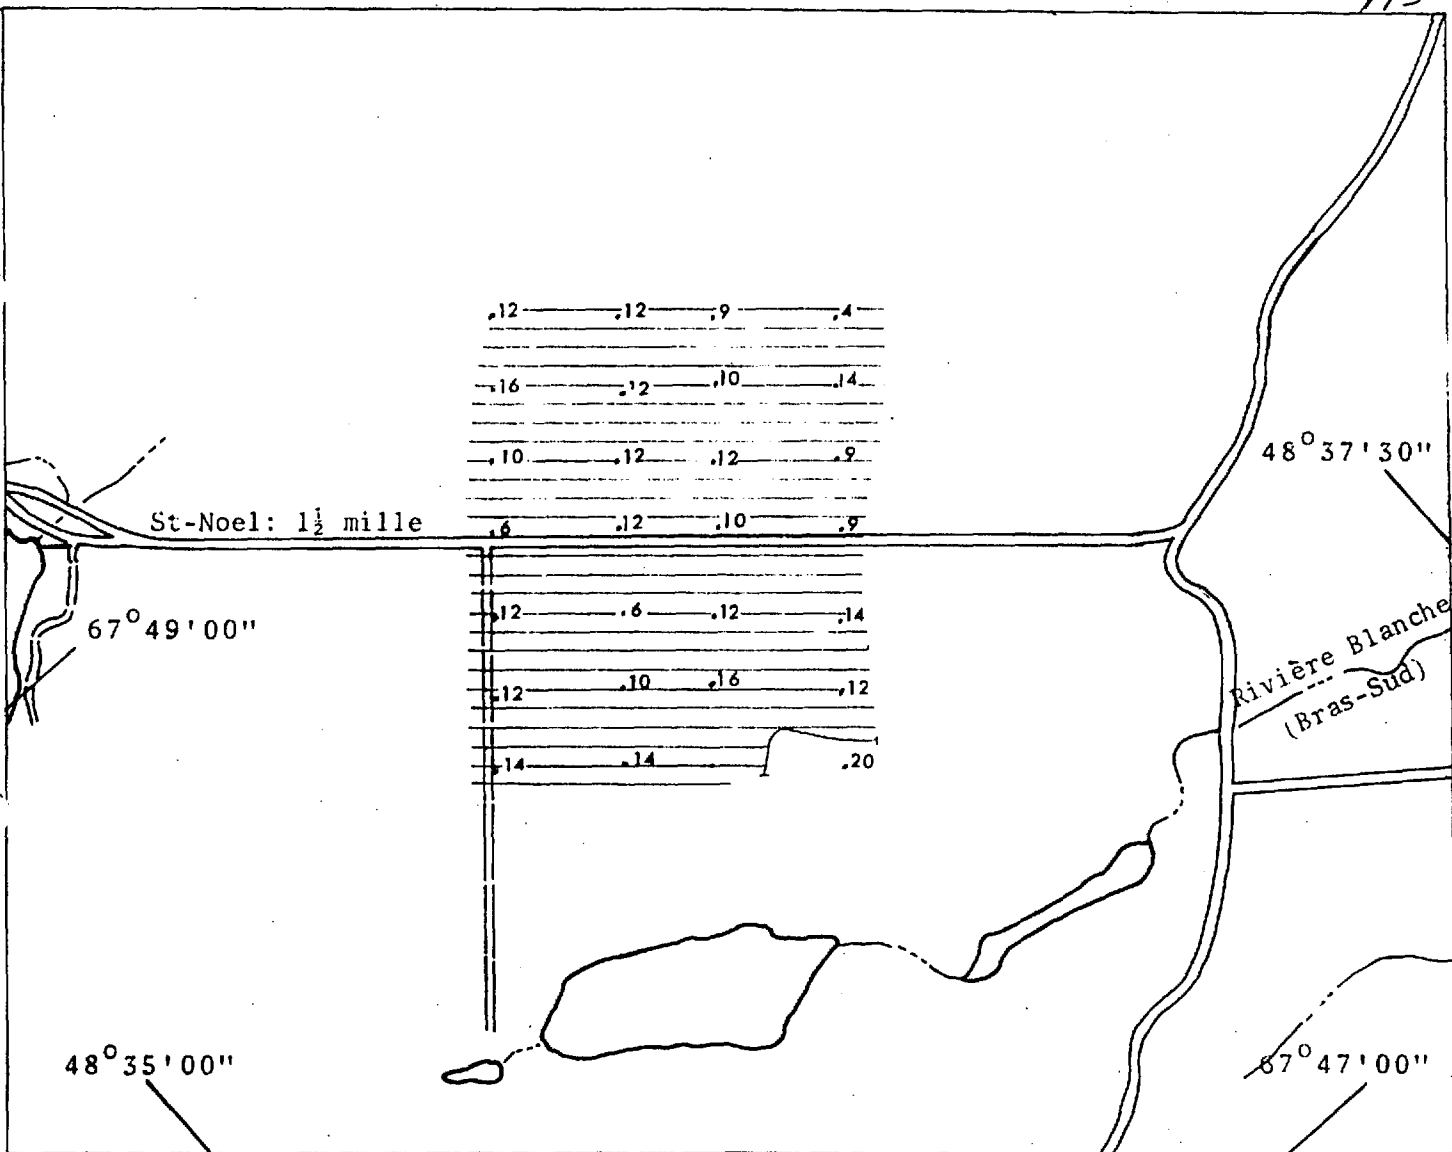 .12 .12 .9 .4
.16 .12 .10 .14
.10 .12 .12 .9
48°37'30"
St-Noel: 1½ mille
.6 .12 .10 .9
.12 .6 .12 .14
67°49'00"
Rivière Blanche
(Bras-Sud)
.12 .10 .16 .12
.14 .14 .20
48°35'00"
67°47'00"